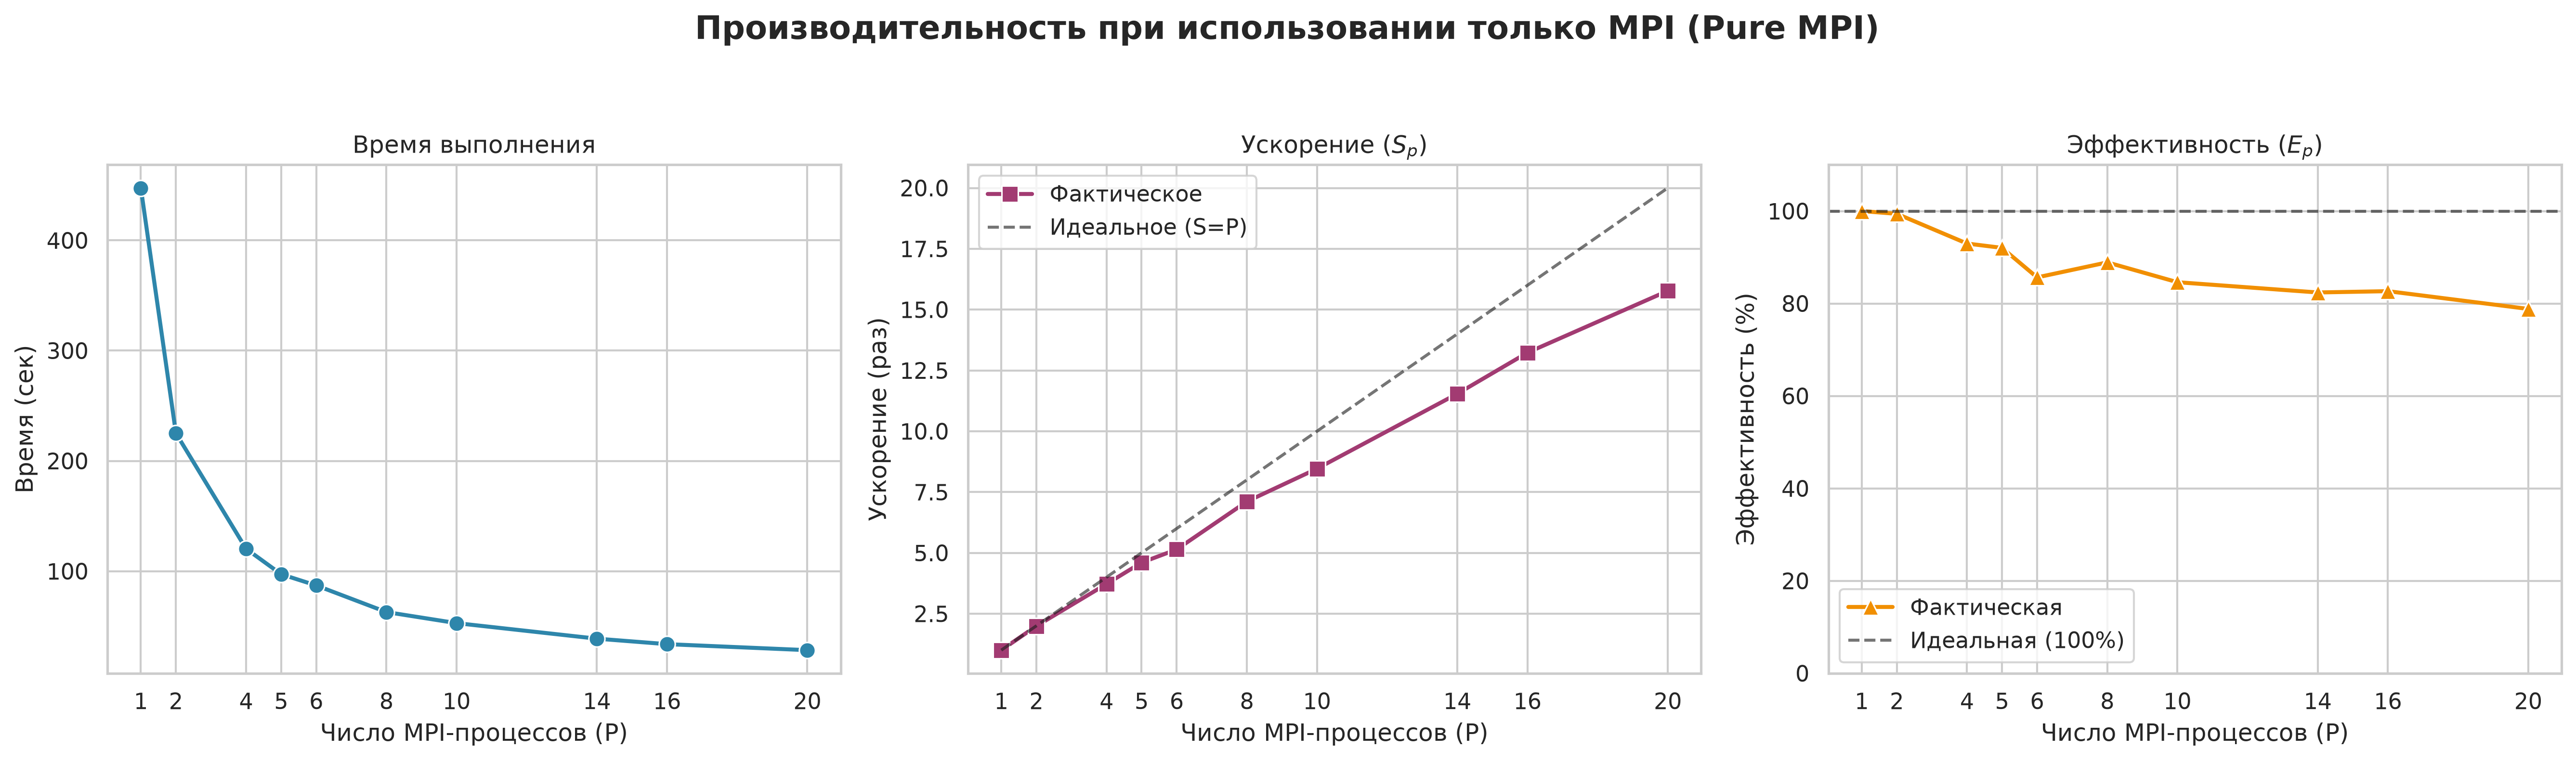 Производительность при использовании только MPI (Pure MPI)
Время выполнения
Время (сек)
400
300
200
100
1 2 4 5 6 8 10 14 16 20
Число MPI-процессов (P)
Ускорение (Sp)
Ускорение (раз)
Фактическое
Идеальное (S=P)
20.0
17.5
15.0
12.5
10.0
7.5
5.0
2.5
1 2 4 5 6 8 10 14 16 20
Число MPI-процессов (P)
Эффективность (Ep)
Эффективность (%)
100
80
60
40
20
0
Фактическая
Идеальная (100%)
1 2 4 5 6 8 10 14 16 20
Число MPI-процессов (P)